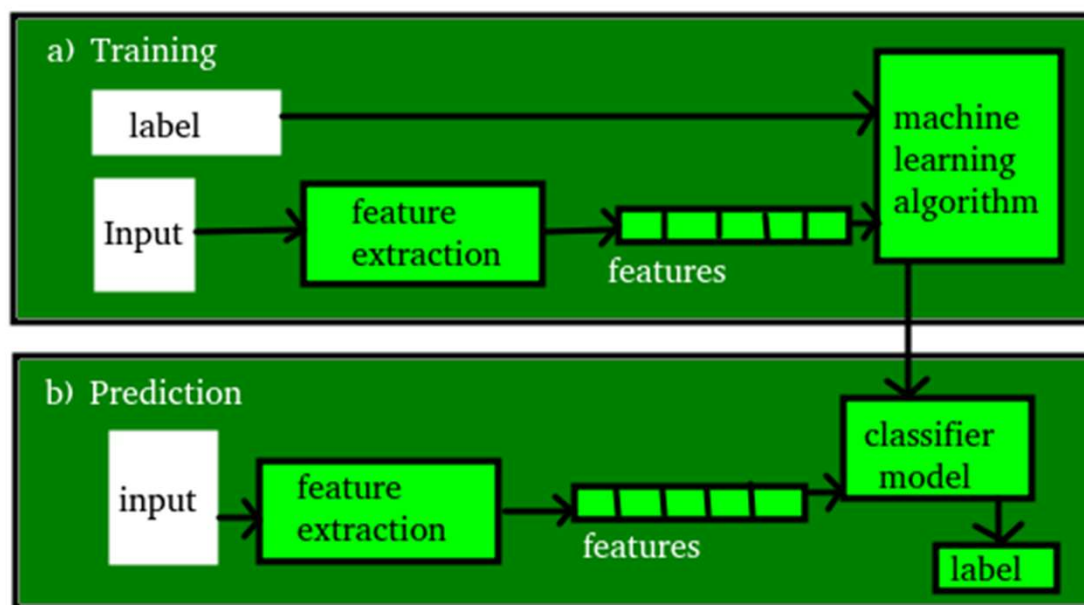 a) Training
label
machine
learning
algorithm
Input
feature
extraction
features
b) Prediction
input
feature
extraction
features
classifier
model
label